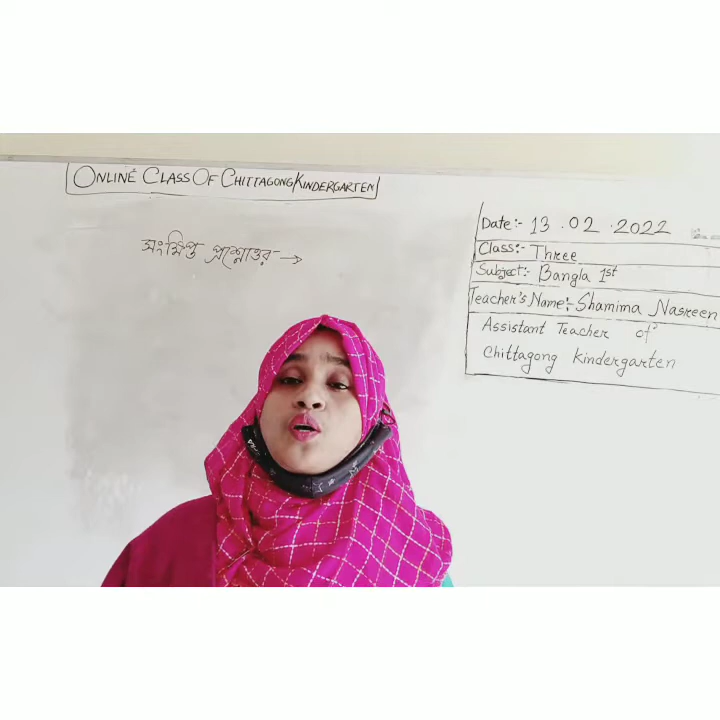 ONLINE CLASS OF CHITTAGONG KINDERGARTEN
সংক্ষিপ্ত প্রশ্নোত্তর →
Date:- 13.02.2022
Class:- Three
Subject:- Bangla 1st
Teacher's Name:- Shamima Nasreen
Assistant Teacher of
Chittagong kindergarten